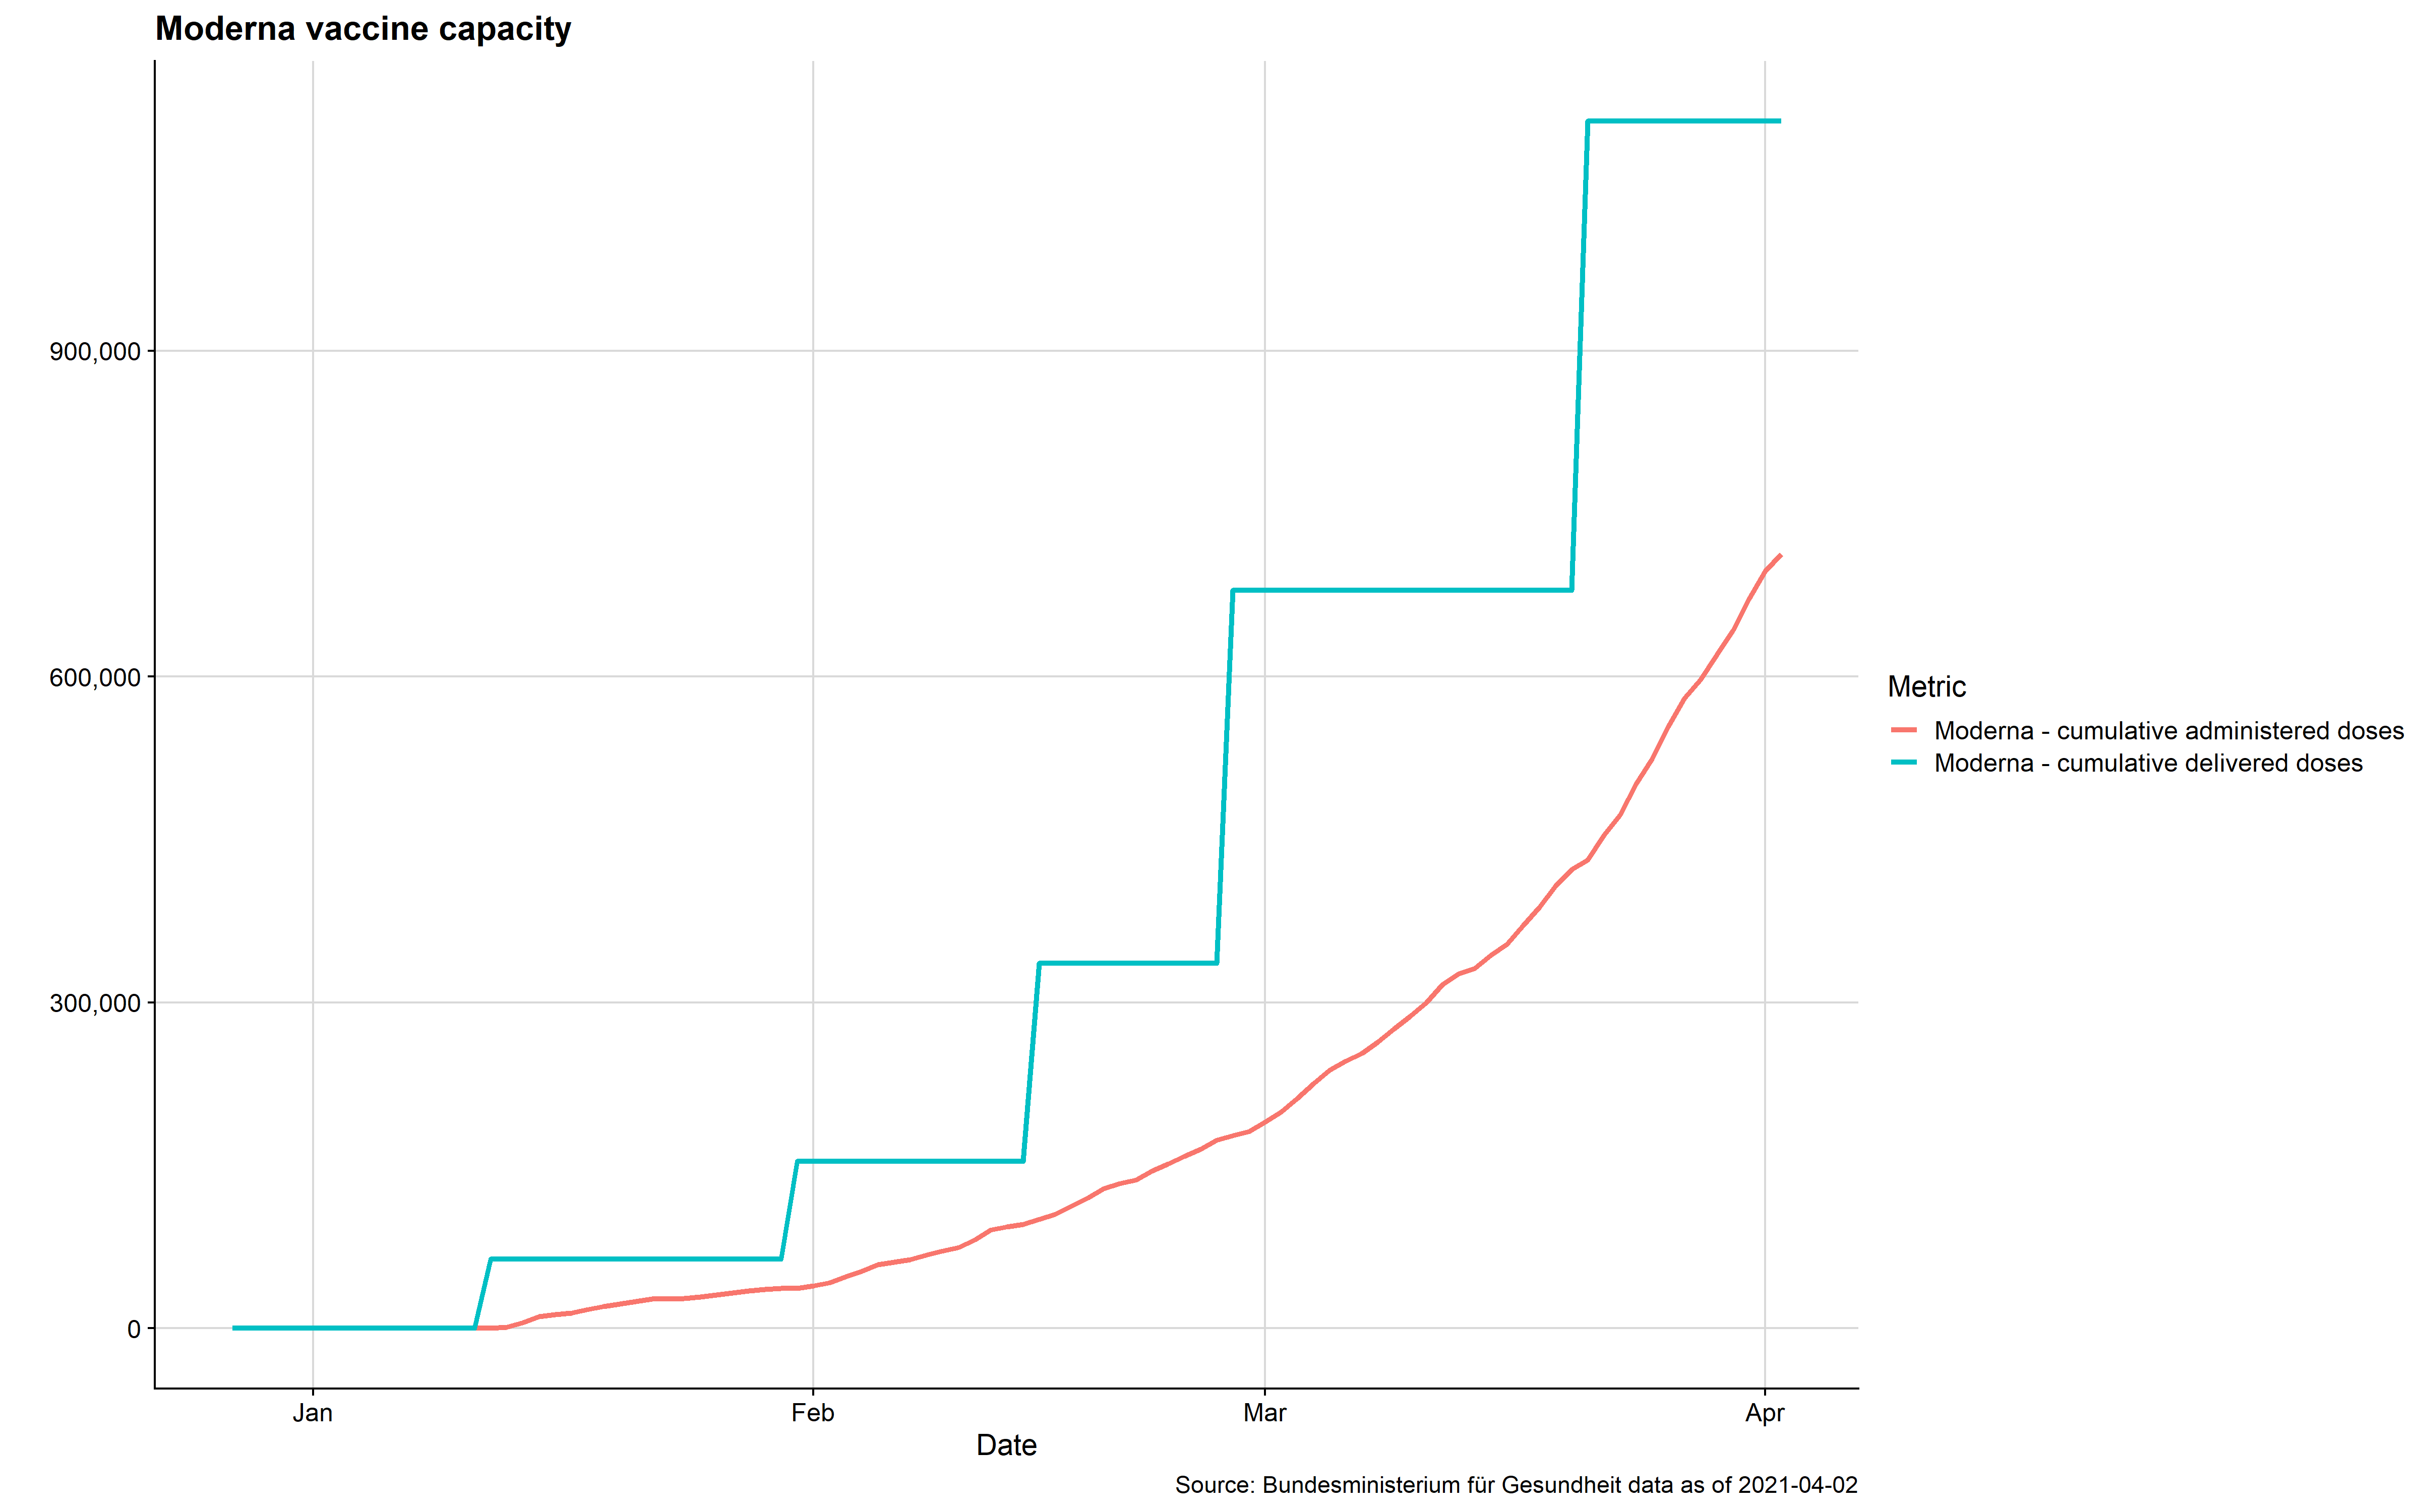 Moderna vaccine capacity
900,000
600,000
300,000
0
Jan
Feb
Mar
Apr
Date
Metric
Moderna - cumulative administered doses
Moderna - cumulative delivered doses
Source: Bundesministerium für Gesundheit data as of 2021-04-02